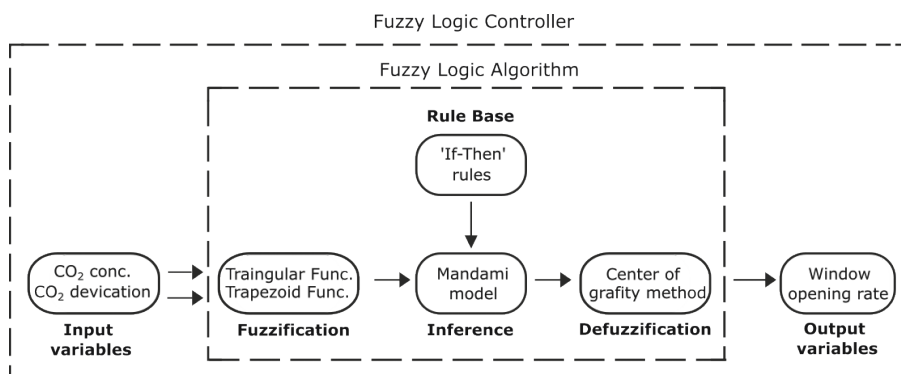 Fuzzy Logic Controller
Fuzzy Logic Algorithm
Rule Base
'If-Then'
rules
CO₂ conc.
CO₂ devication
Input
variables
Traingular Func.
Trapezoid Func.
Fuzzification
Mandami
model
Inference
Center of
grafity method
Defuzzification
Window
opening rate
Output
variables